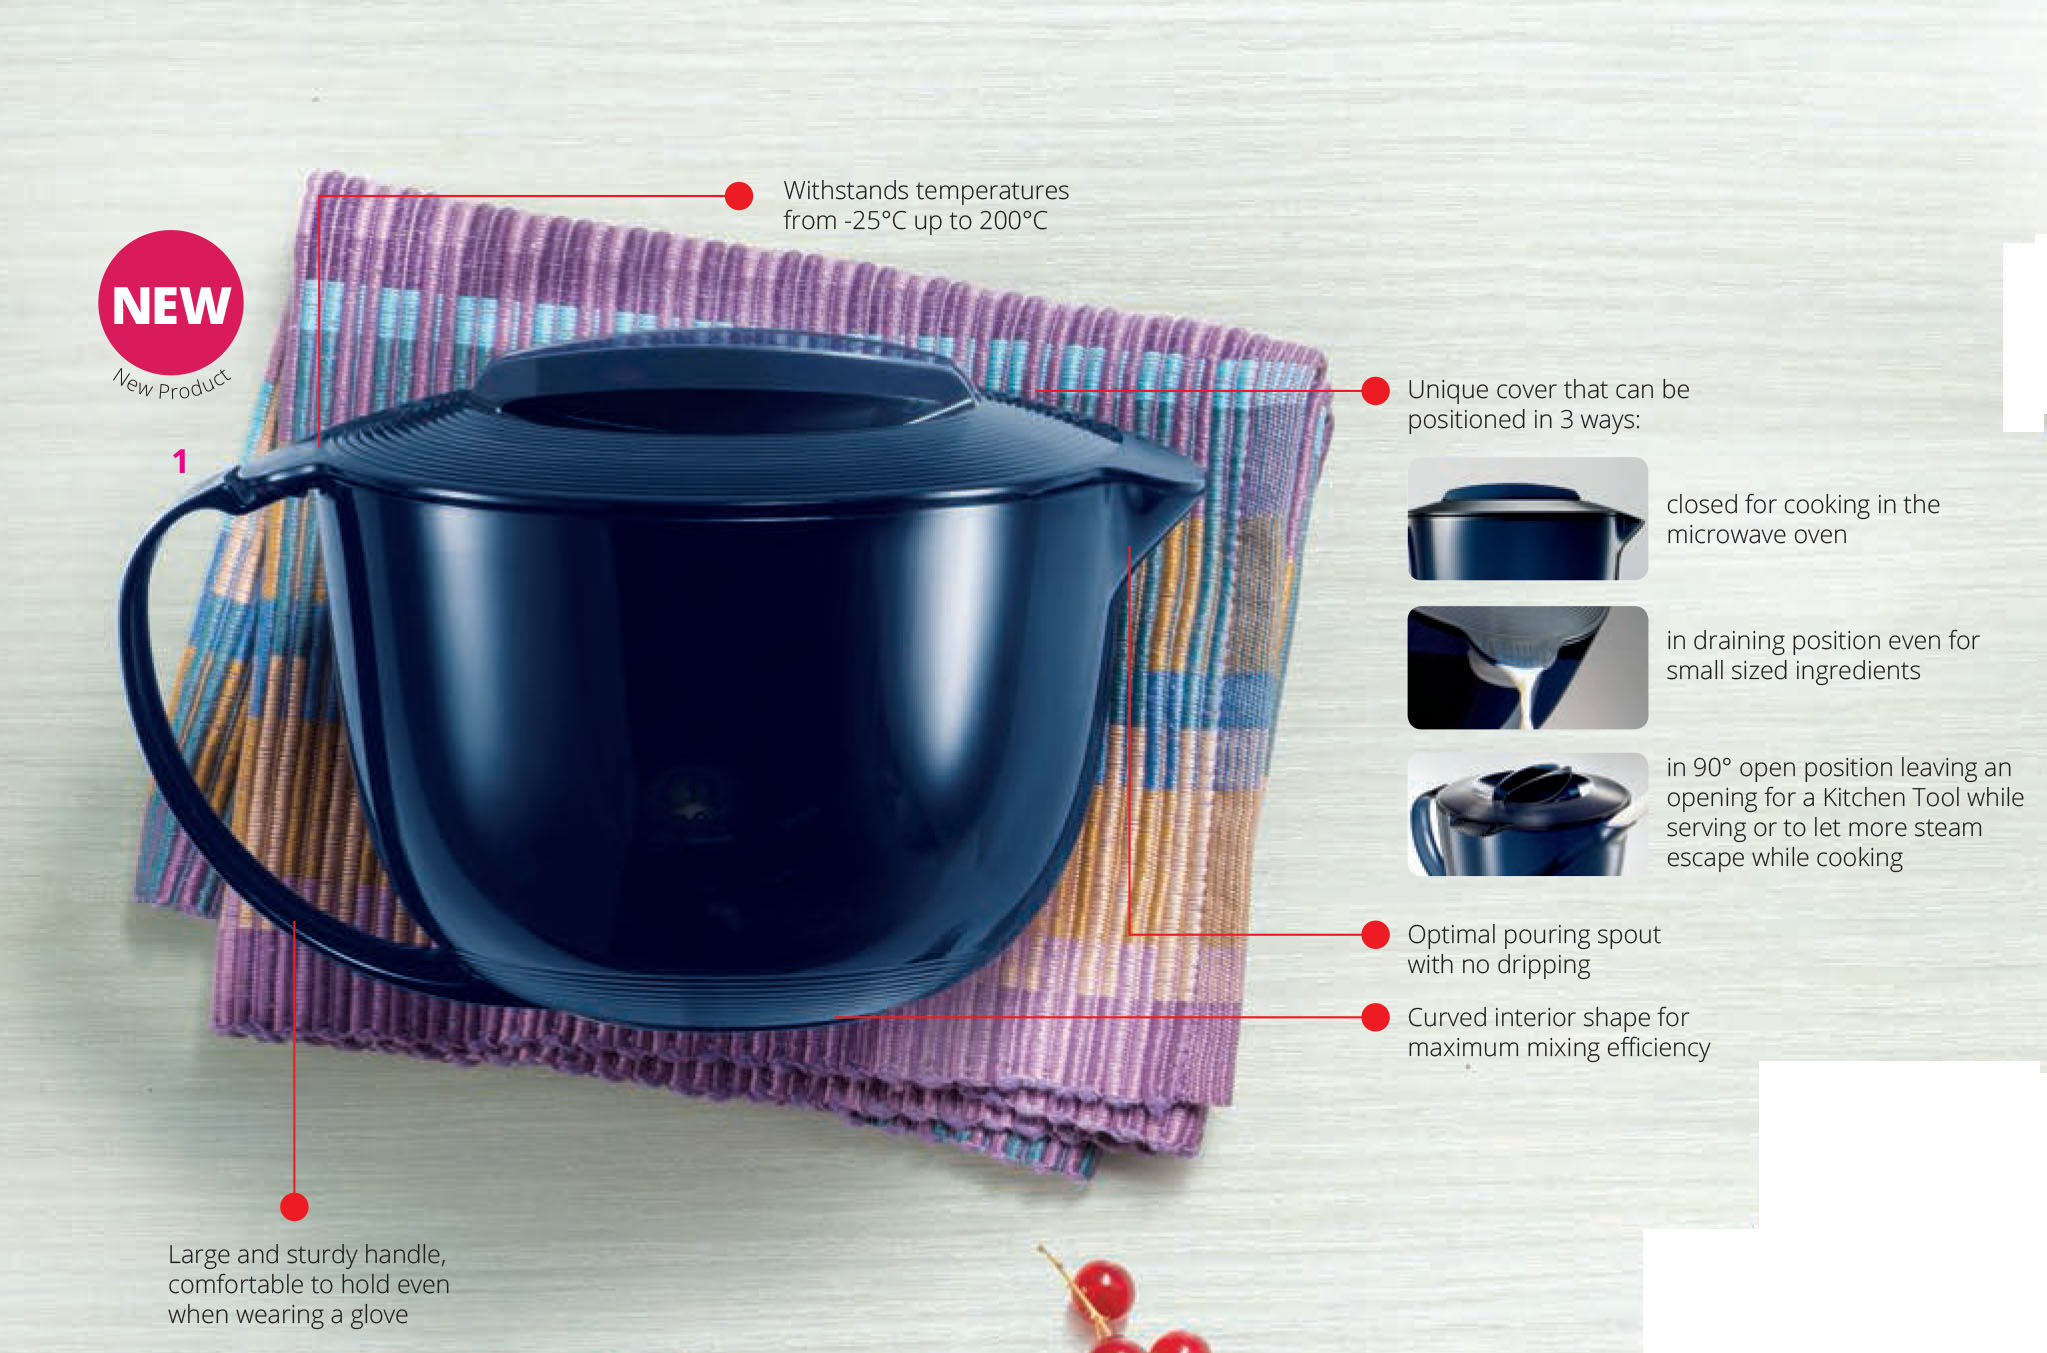 Withstands temperatures
from -25°C up to 200°C
NEW
New Product
1
Unique cover that can be
positioned in 3 ways:
closed for cooking in the
microwave oven
in draining position even for
small sized ingredients
in 90° open position leaving an
opening for a Kitchen Tool while
serving or to let more steam
escape while cooking
Optimal pouring spout
with no dripping
Curved interior shape for
maximum mixing efficiency
Large and sturdy handle,
comfortable to hold even
when wearing a glove